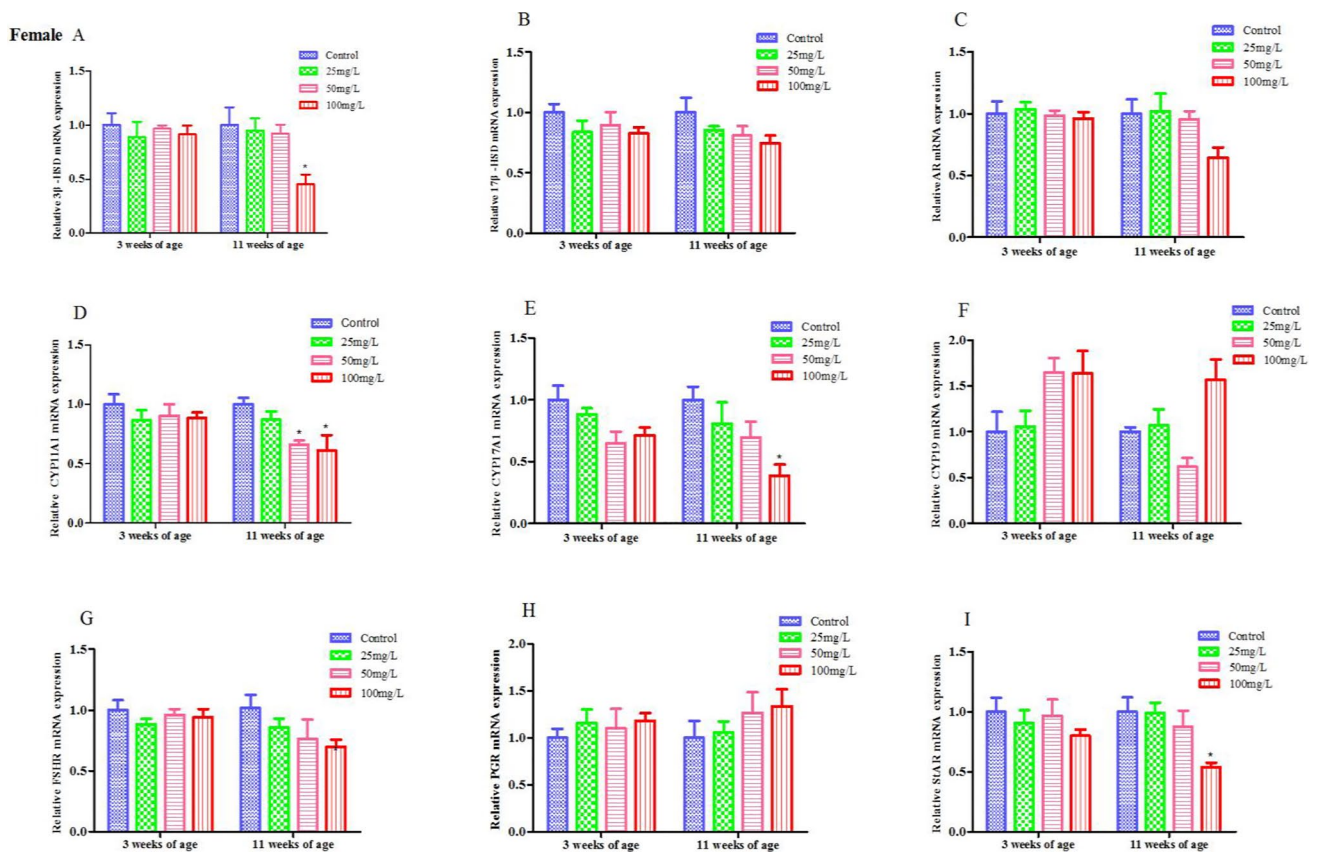 Female A
Relative 3β -HSD mRNA expression
1.5
1.0
0.5
0.0
*
3 weeks of age
11 weeks of age
Control
25mg/L
50mg/L
100mg/L
B
Relative 17β -HSD mRNA expression
1.5
1.0
0.5
0.0
3 weeks of age
11 weeks of age
Control
25mg/L
50mg/L
100mg/L
C
Relative AR mRNA expression
1.5
1.0
0.5
0.0
3 weeks of age
11 weeks of age
Control
25mg/L
50mg/L
100mg/L
D
Relative CYP11A1 mRNA expression
1.5
1.0
0.5
0.0
*
*
3 weeks of age
11 weeks of age
Control
25mg/L
50mg/L
100mg/L
E
Relative CYP17A1 mRNA expression
1.5
1.0
0.5
0.0
*
3 weeks of age
11 weeks of age
Control
25mg/L
50mg/L
100mg/L
F
Relative CYP19 mRNA expression
2.0
1.5
1.0
0.5
0.0
3 weeks of age
11 weeks of age
Control
25mg/L
50mg/L
100mg/L
G
Relative FSHR mRNA expression
1.5
1.0
0.5
0.0
3 weeks of age
11 weeks of age
Control
25mg/L
50mg/L
100mg/L
H
Relative PGR mRNA expression
2.0
1.5
1.0
0.5
0.0
3 weeks of age
11 weeks of age
Control
25mg/L
50mg/L
100mg/L
I
Relative StAR mRNA expression
1.5
1.0
0.5
0.0
*
3 weeks of age
11 weeks of age
Control
25mg/L
50mg/L
100mg/L